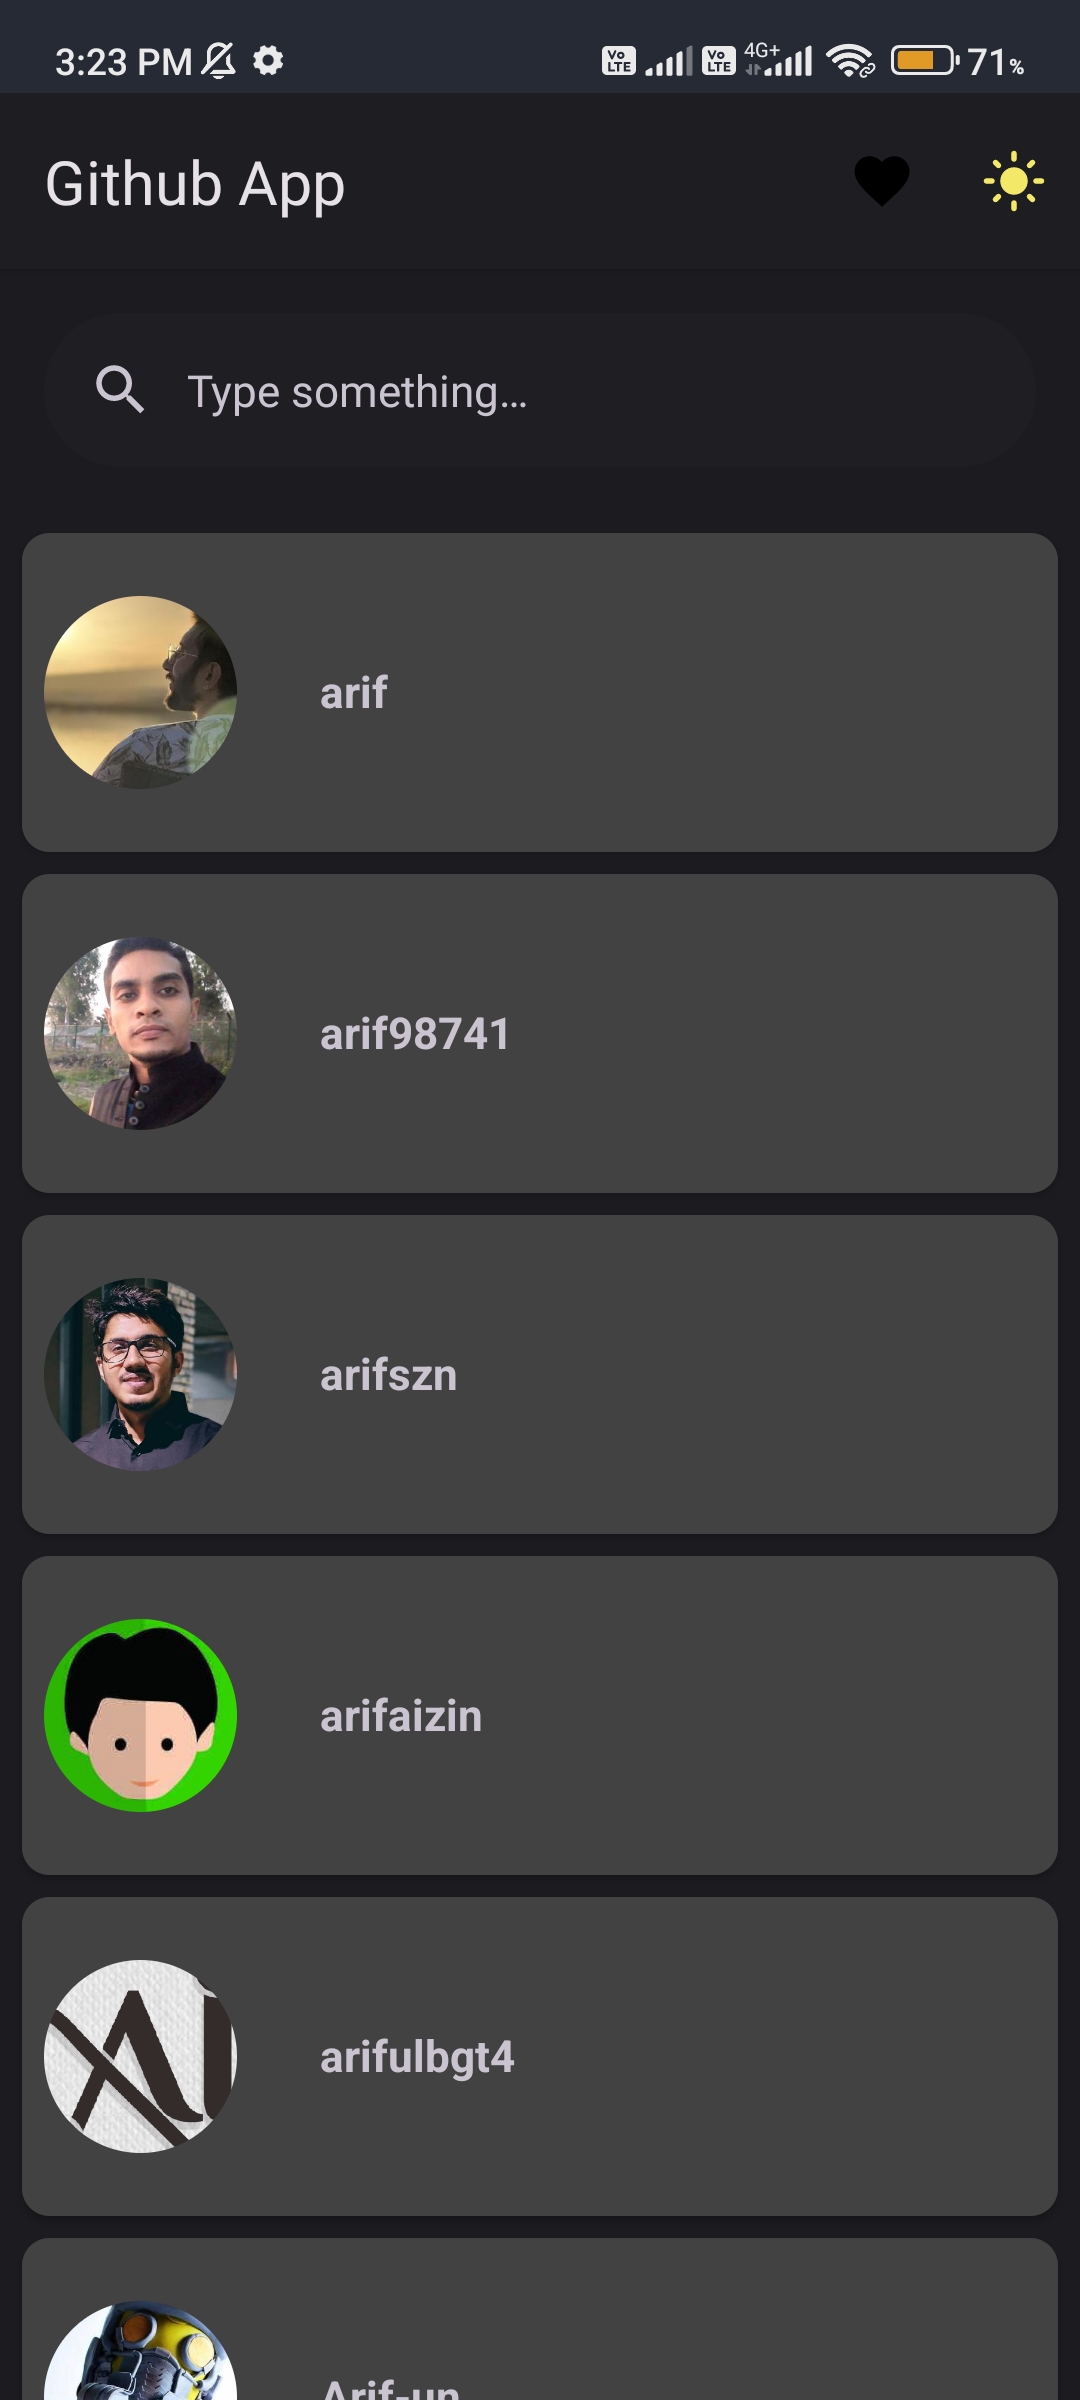 3:23 PM Vo LTE Vo LTE 4G+ 71%
Github App
Type something...
arif
arif98741
arifszn
arifaizin
arifulbgt4
Arif-un